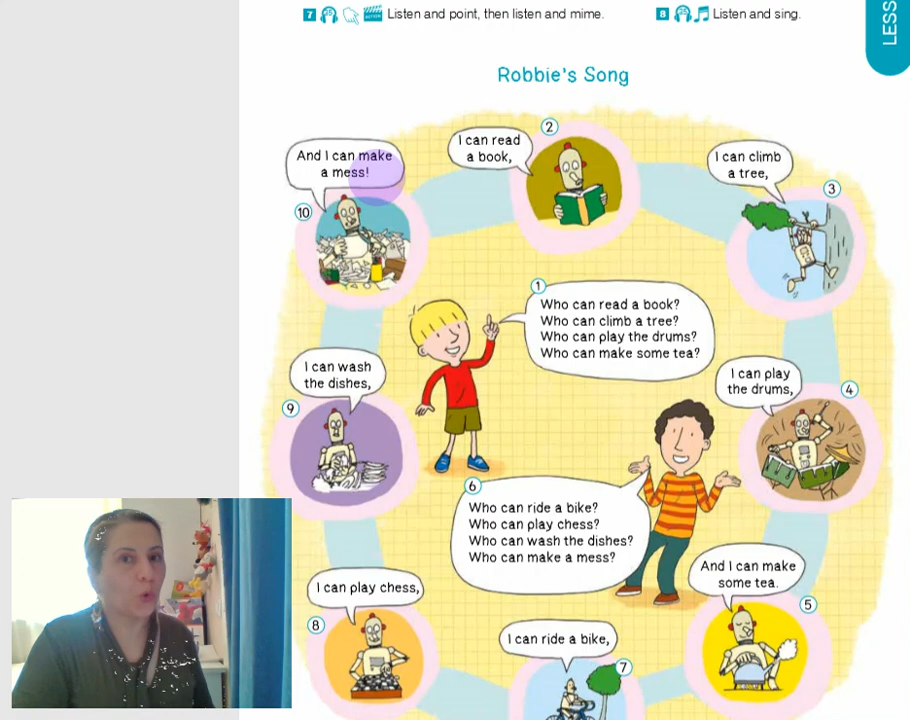 7 Listen and point, then listen and mime.
8 Listen and sing.
LESS
Robbie's Song
1
Who can read a book?
Who can climb a tree?
Who can play the drums?
Who can make some tea?
2
I can read
a book,
3
I can climb
a tree,
4
I can play
the drums,
5
And I can make
some tea.
6
Who can ride a bike?
Who can play chess?
Who can wash the dishes?
Who can make a mess?
7
I can ride a bike,
8
I can play chess,
9
I can wash
the dishes,
10
And I can make
a mess!